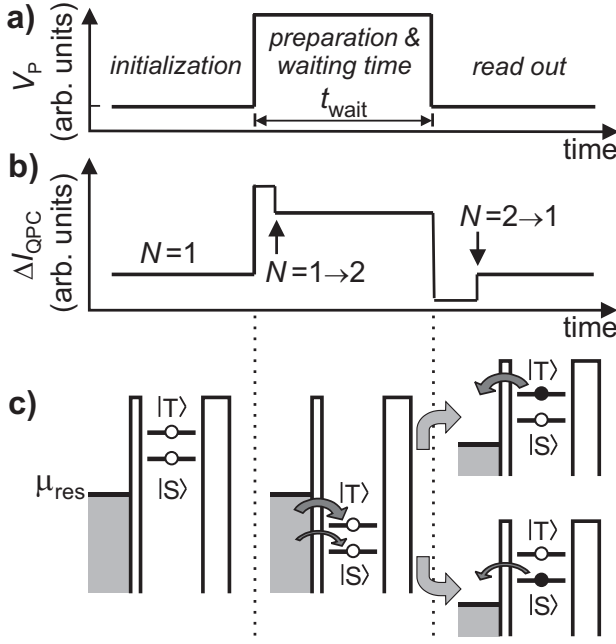 a)
V_P
(arb. units)
initialization
preparation &
waiting time
t_wait
read out
time
b)
ΔI_QPC
(arb. units)
N=1
N=1→2
N=2→1
time
c)
μ_res
|T⟩
|S⟩
|T⟩
|S⟩
|T⟩
|S⟩
|T⟩
|S⟩